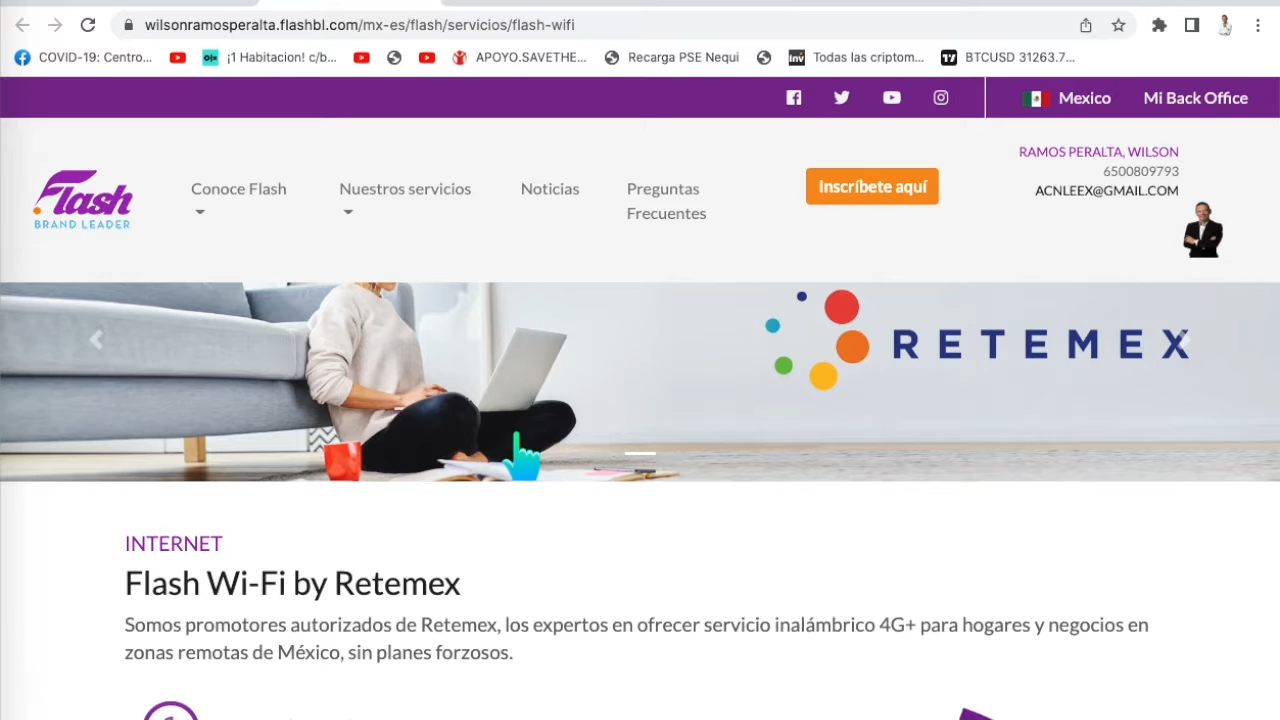 wilsonramosperalta.flashbl.com/mx-es/flash/servicios/flash-wifi
COVID-19: Centro... ¡1 Habitacion! c/b... APOYO.SAVETHE... Recarga PSE Nequi Inv Todas las criptom... BTCUSD 31263.7...
Mexico Mi Back Office
RAMOS PERALTA, WILSON
6500809793
ACNLEEX@GMAIL.COM
Flash
BRAND LEADER
Conoce Flash
Nuestros servicios
Noticias
Preguntas
Frecuentes
Inscríbete aquí
RETEMEX
INTERNET
Flash Wi-Fi by Retemex
Somos promotores autorizados de Retemex, los expertos en ofrecer servicio inalámbrico 4G+ para hogares y negocios en
zonas remotas de México, sin planes forzosos.